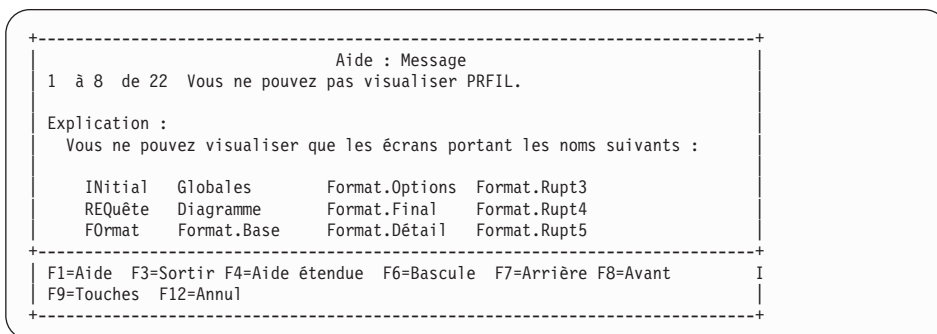 Aide : Message
1 à 8 de 22 Vous ne pouvez pas visualiser PRFIL.
Explication :
Vous ne pouvez visualiser que les écrans portant les noms suivants :
INitial Globales Format.Options Format.Rupt3
REQuête Diagramme Format.Final Format.Rupt4
FOrmat Format.Base Format.Détail Format.Rupt5
F1=Aide F3=Sortir F4=Aide étendue F6=Bascule F7=Arrière F8=Avant I
F9=Touches F12=Annul